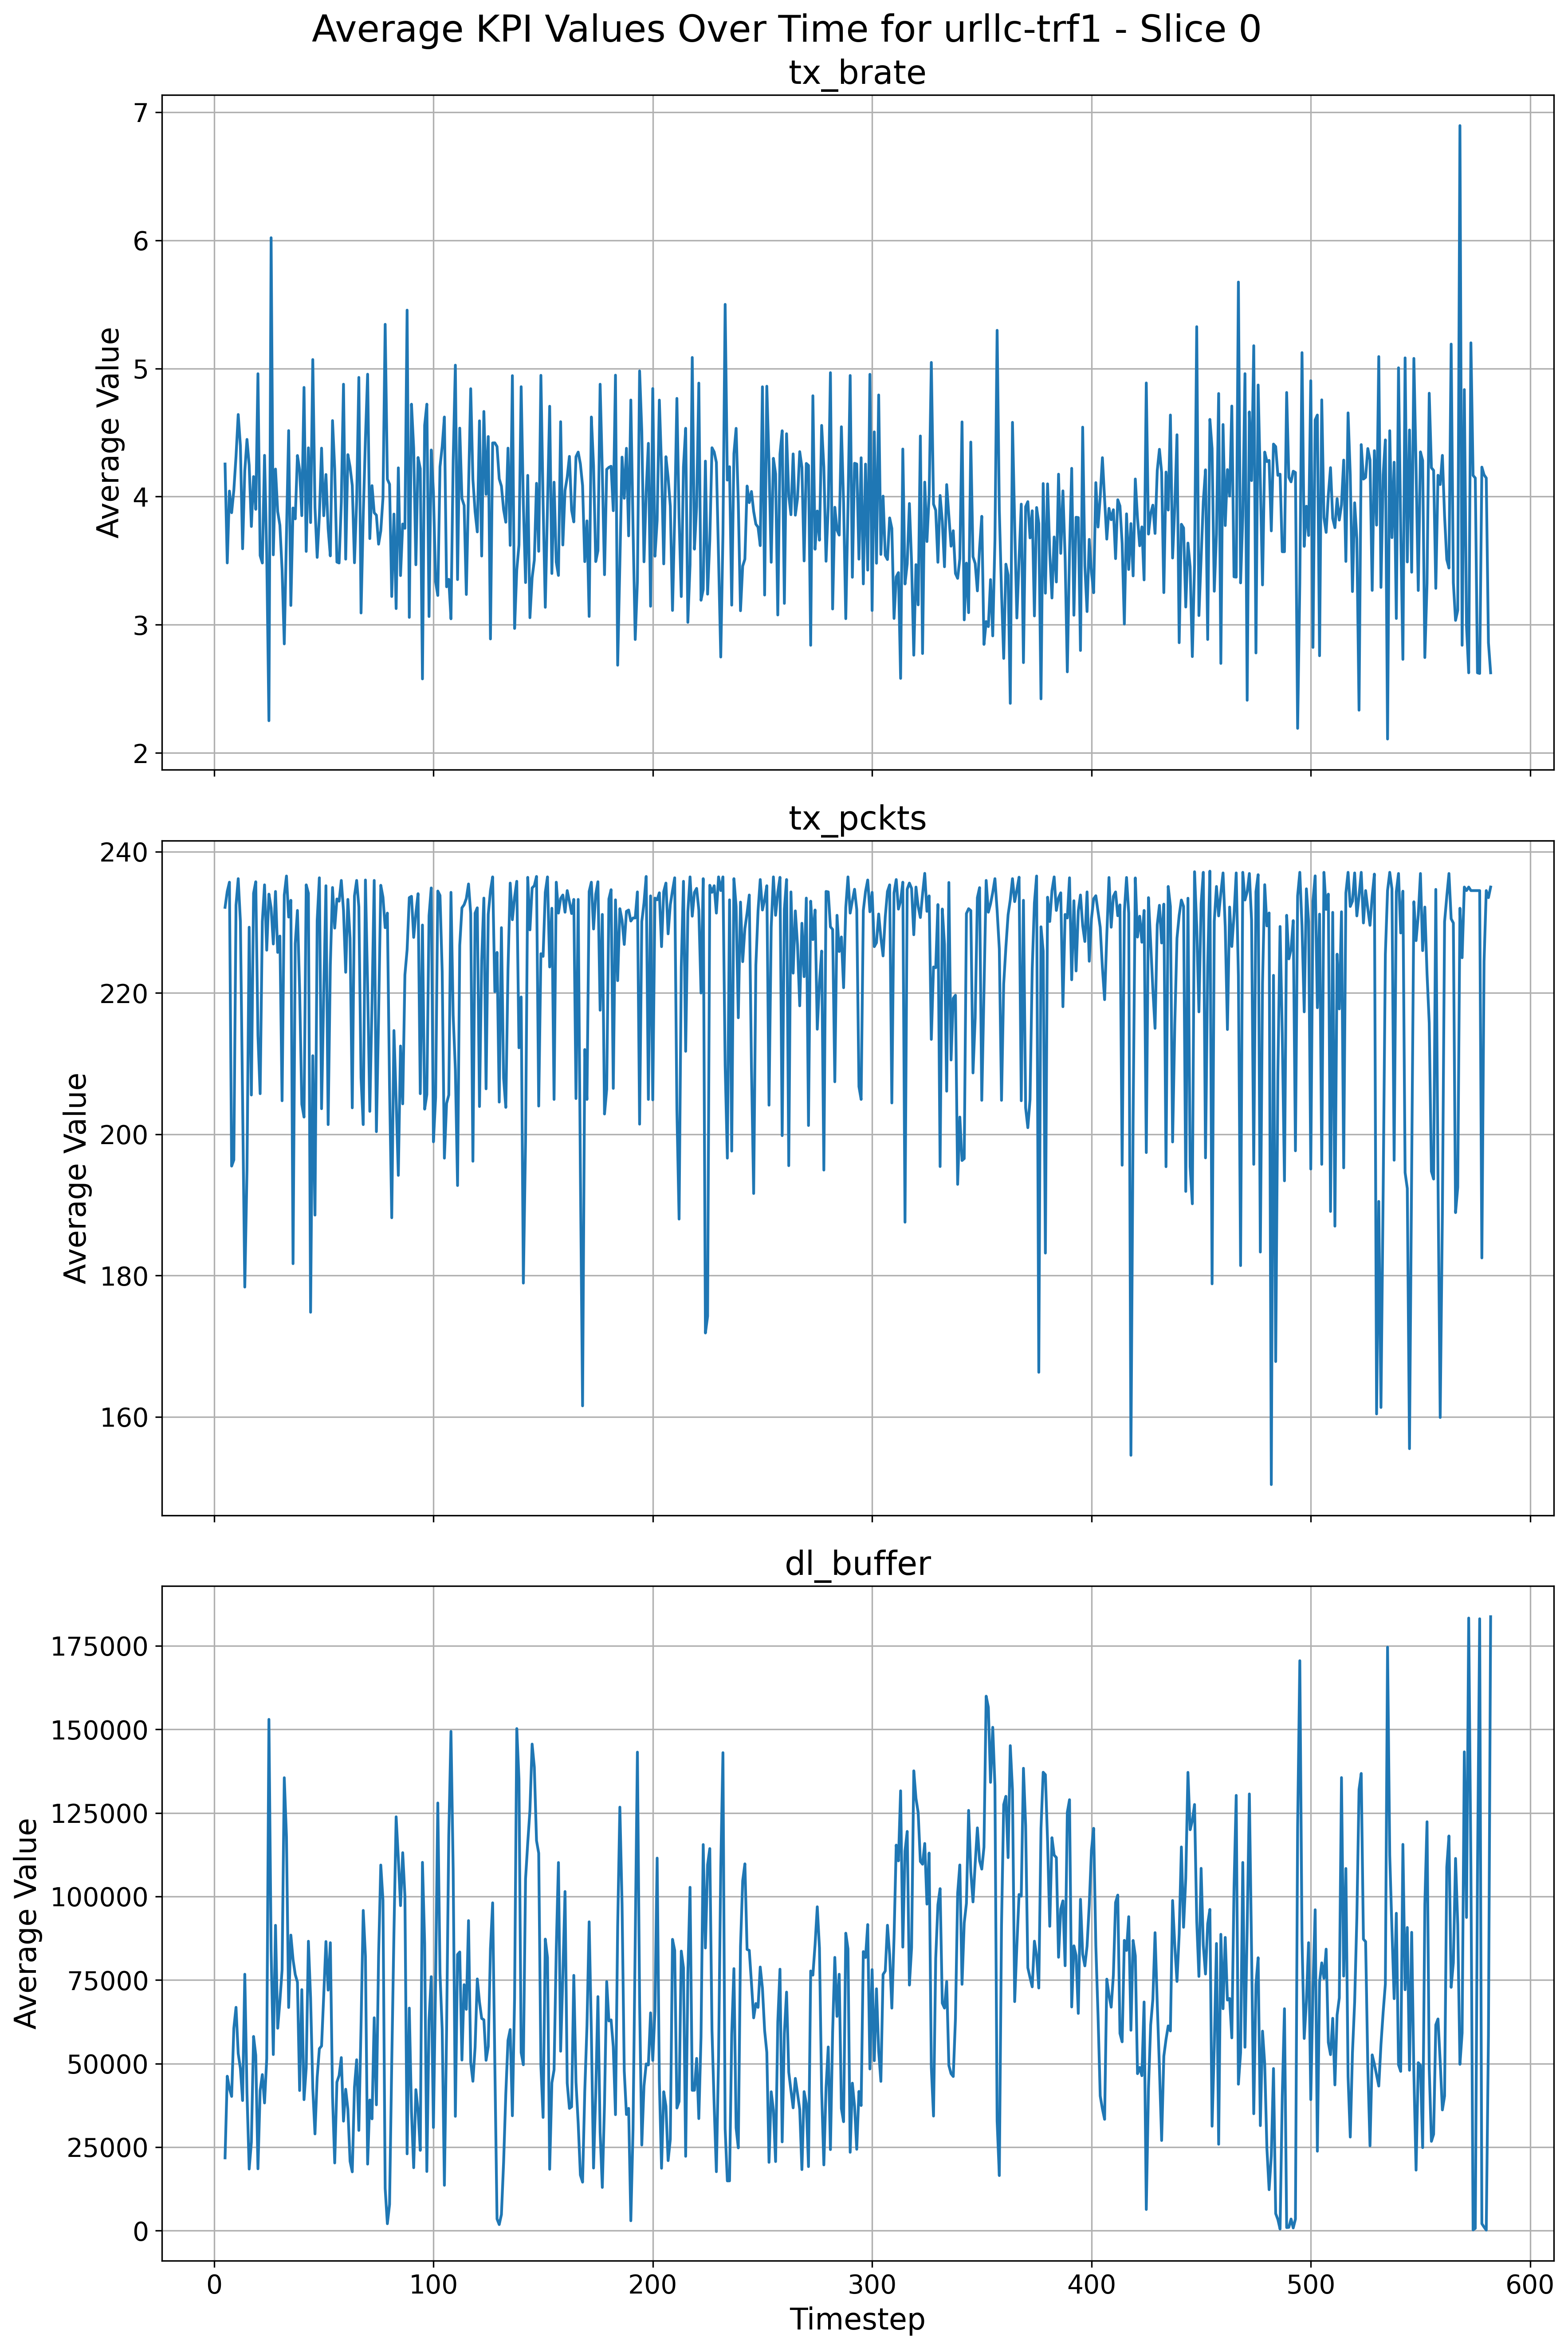 Average KPI Values Over Time for urllc-trf1 - Slice 0
tx_brate
7
6
5
4
3
2
Average Value
tx_pckts
240
220
200
180
160
Average Value
dl_buffer
175000
150000
125000
100000
75000
50000
25000
0
Average Value
0 100 200 300 400 500 600
Timestep